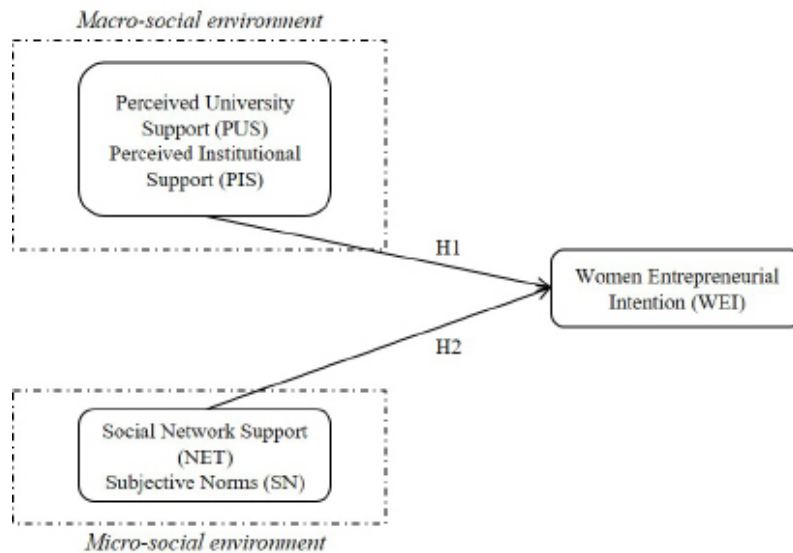 Macro-social environment
Perceived University
Support (PUS)
Perceived Institutional
Support (PIS)
H1
Women Entrepreneurial
Intention (WEI)
H2
Social Network Support
(NET)
Subjective Norms (SN)
Micro-social environment